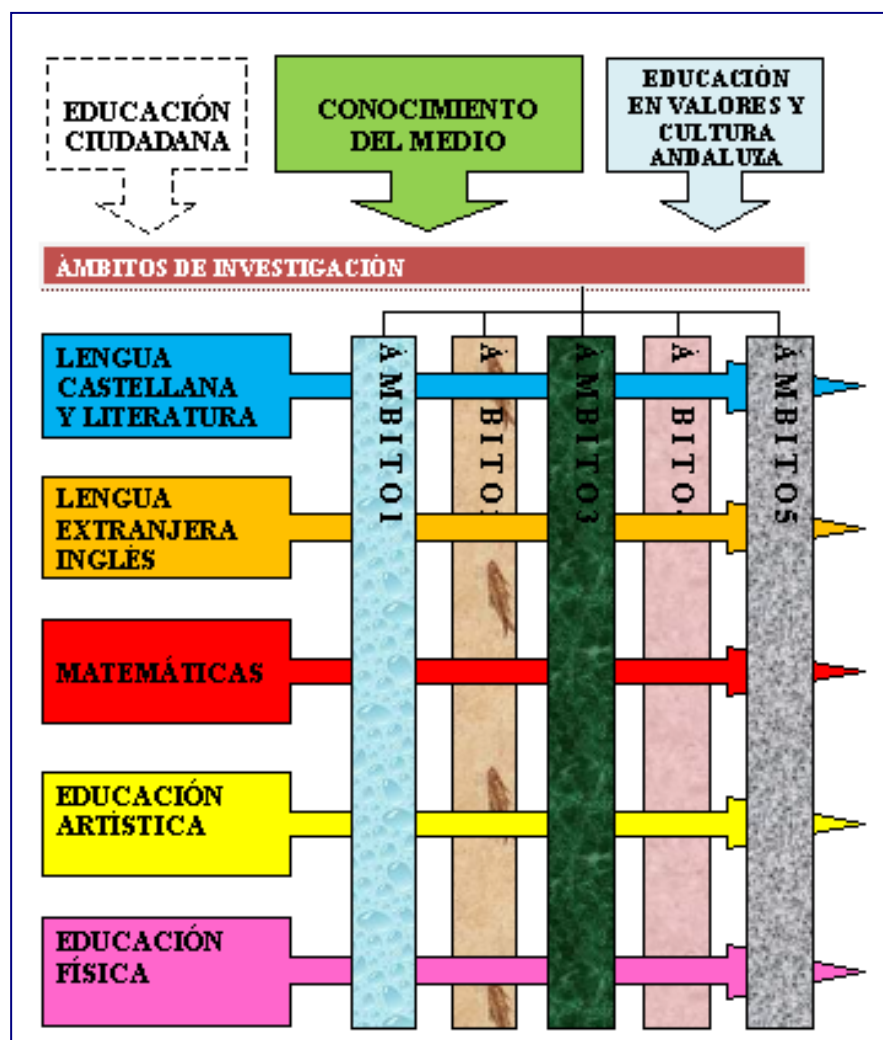 EDUCACIÓN
CIUDADANA
CONOCIMIENTO
DEL MEDIO
EDUCACIÓN
EN VALORES Y
CULTURA
ANDALUZA
ÁMBITOS DE INVESTIGACIÓN
LENGUA
CASTELLANA
Y LITERATURA
LENGUA
EXTRANJERA
INGLÉS
MATEMÁTICAS
EDUCACIÓN
ARTÍSTICA
EDUCACIÓN
FÍSICA
ÁMBITO1
ÁMBITO3
ÁMBITO5